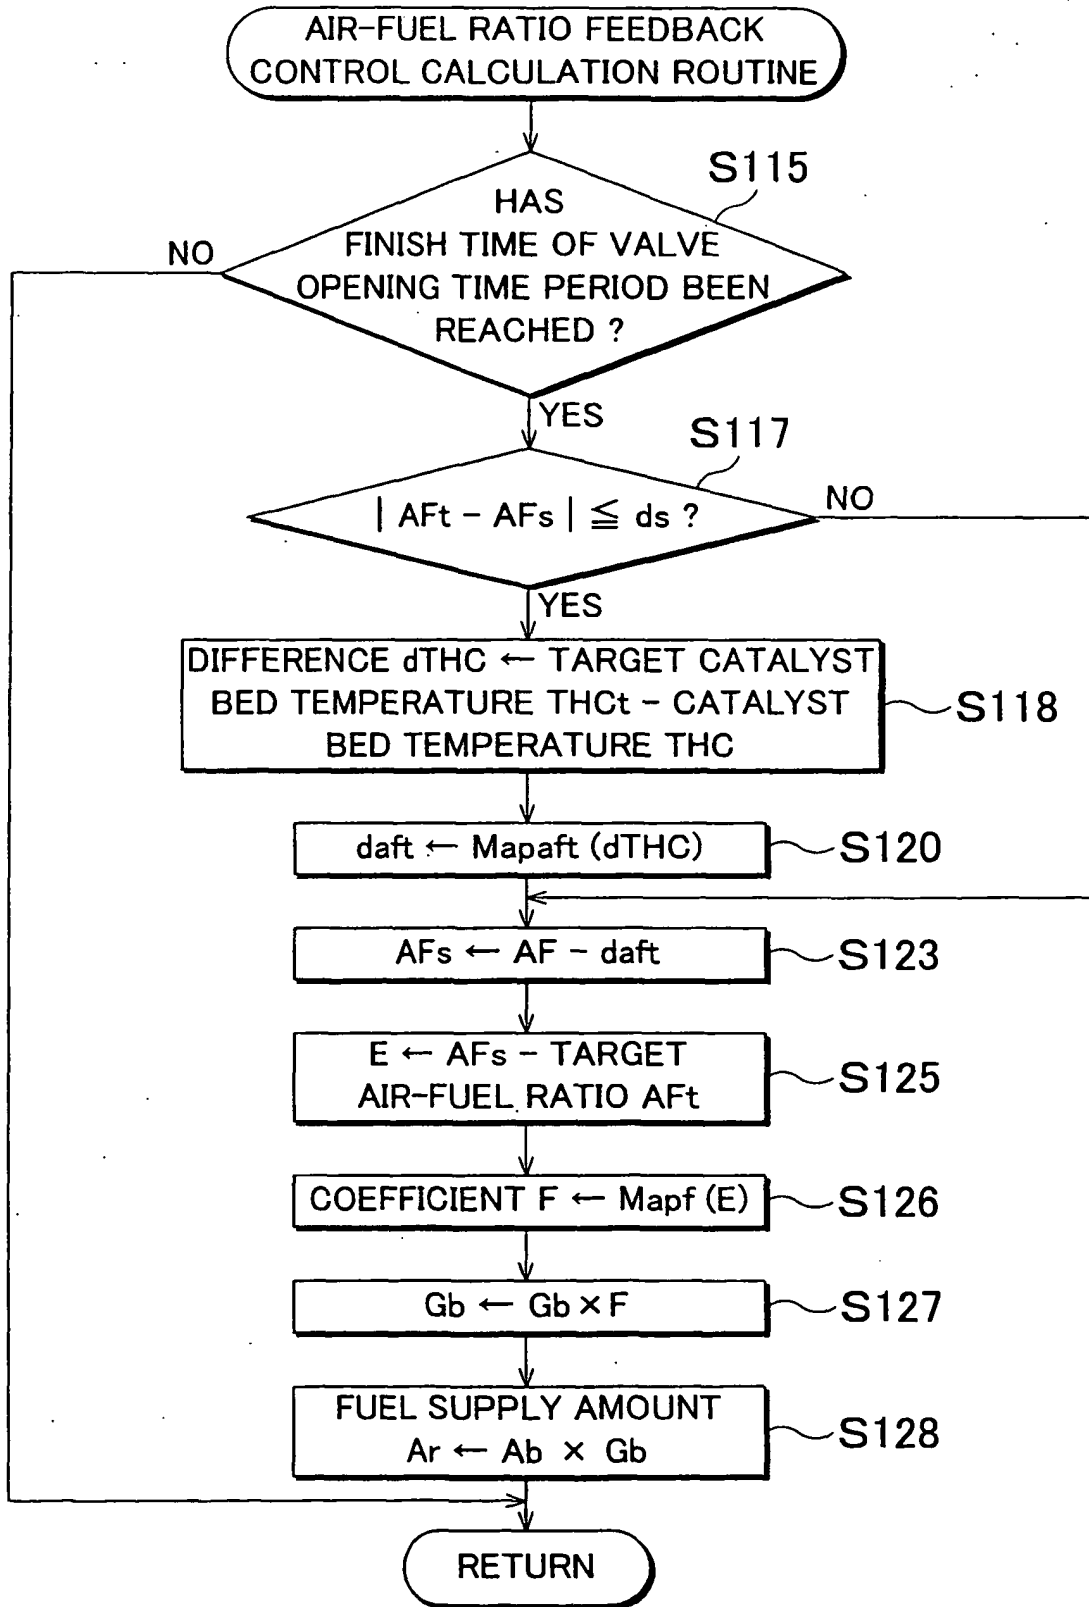 AIR-FUEL RATIO FEEDBACK
CONTROL CALCULATION ROUTINE
S115
HAS
FINISH TIME OF VALVE
OPENING TIME PERIOD BEEN
REACHED ?
NO
YES
S117
| AFt - AFs | ≦ ds ?
NO
YES
DIFFERENCE dTHC ← TARGET CATALYST
BED TEMPERATURE THCt - CATALYST
BED TEMPERATURE THC
S118
daft ← Mapaft (dTHC)
S120
AFs ← AF - daft
S123
E ← AFs - TARGET
AIR-FUEL RATIO AFt
S125
COEFFICIENT F ← Mapf (E)
S126
Gb ← Gb × F
S127
FUEL SUPPLY AMOUNT
Ar ← Ab × Gb
S128
RETURN